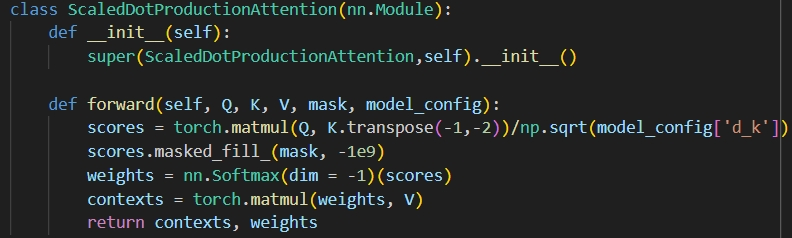 class ScaledDotProductionAttention(nn.Module):
    def __init__(self):
        super(ScaledDotProductionAttention,self).__init__()

    def forward(self, Q, K, V, mask, model_config):
        scores = torch.matmul(Q, K.transpose(-1,-2))/np.sqrt(model_config['d_k'])
        scores.masked_fill_(mask, -1e9)
        weights = nn.Softmax(dim = -1)(scores)
        contexts = torch.matmul(weights, V)
        return contexts, weights